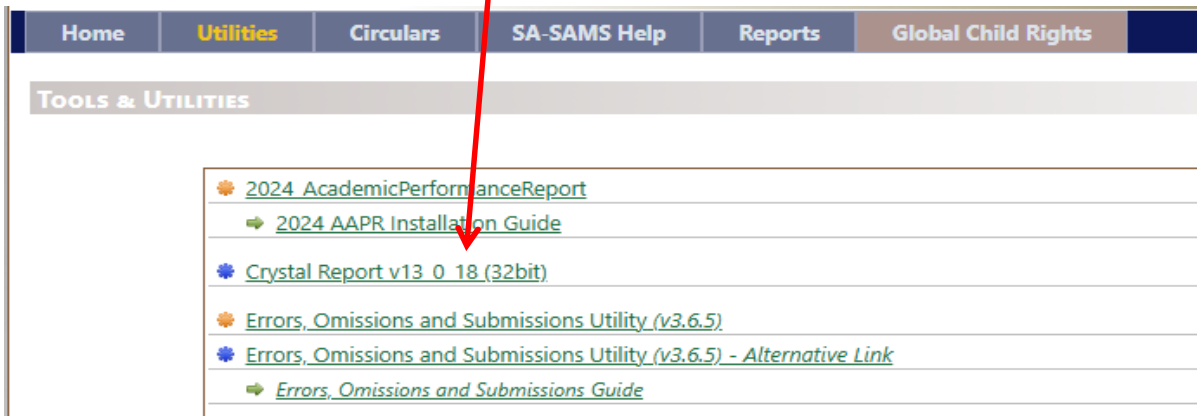 Home Utilities Circulars SA-SAMS Help Reports Global Child Rights
Tools & Utilities
2024_AcademicPerformanceReport
2024 AAPR Installation Guide
Crystal Report v13_0_18 (32bit)
Errors, Omissions and Submissions Utility (v3.6.5)
Errors, Omissions and Submissions Utility (v3.6.5) - Alternative Link
Errors, Omissions and Submissions Guide